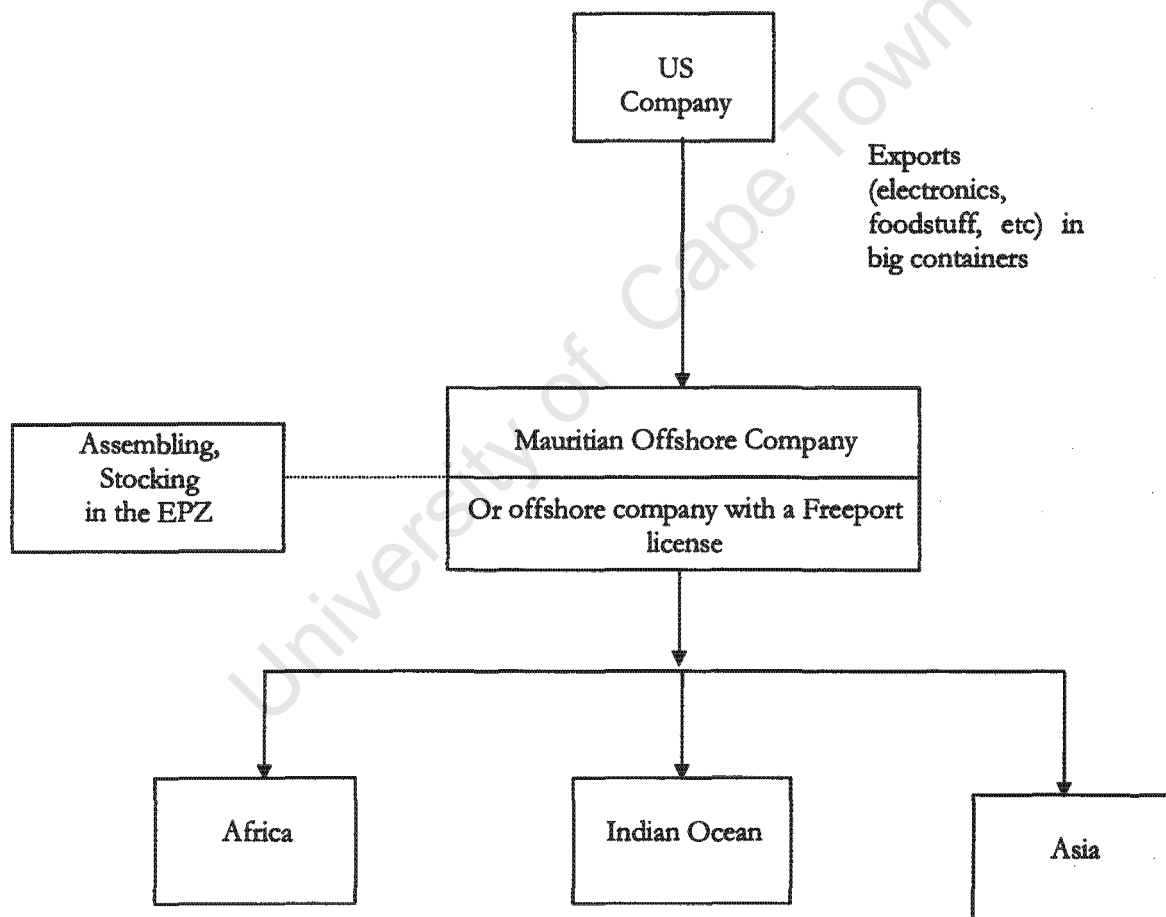 US
Company
Exports
(electronics,
foodstuff, etc) in
big containers
Assembling,
Stocking
in the EPZ
Mauritian Offshore Company
Or offshore company with a Freeport
license
Africa
Indian Ocean
Asia
University of Cape Town